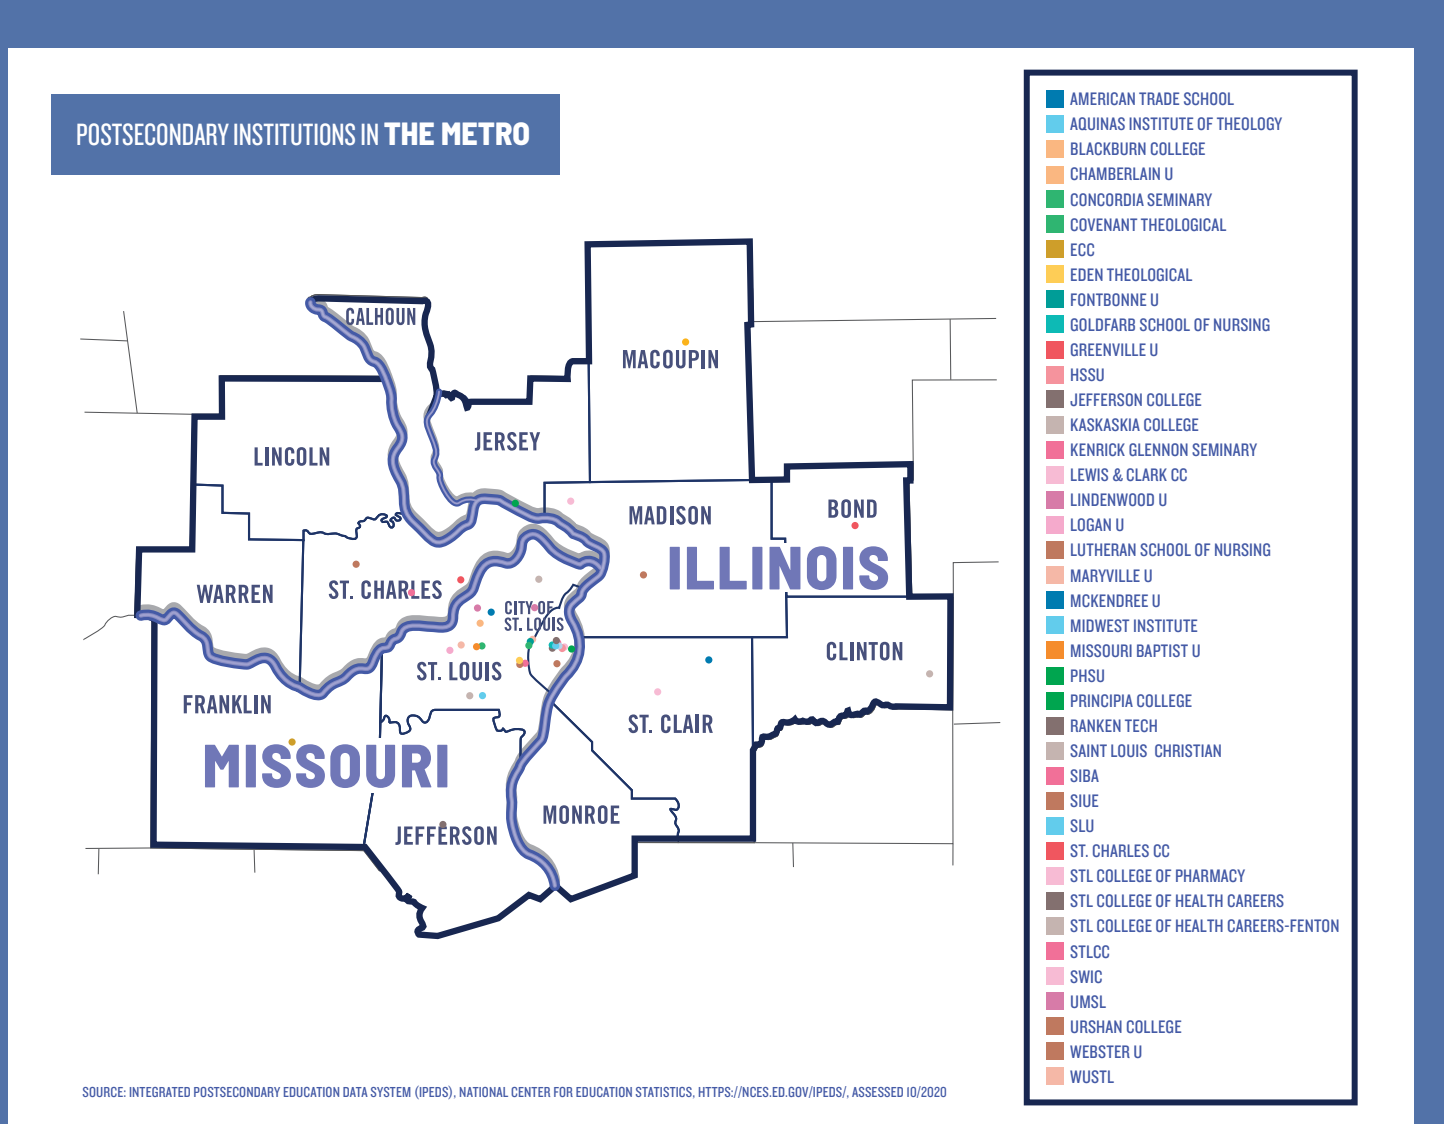 POSTSECONDARY INSTITUTIONS IN THE METRO
CALHOUN
MACOUPIN
JERSEY
LINCOLN
MADISON
BOND
ILLINOIS
WARREN
ST. CHARLES
CITY OF
ST. LOUIS
CLINTON
ST. LOUIS
FRANKLIN
ST. CLAIR
MISSOURI
MONROE
JEFFERSON
AMERICAN TRADE SCHOOL
AQUINAS INSTITUTE OF THEOLOGY
BLACKBURN COLLEGE
CHAMBERLAIN U
CONCORDIA SEMINARY
COVENANT THEOLOGICAL
ECC
EDEN THEOLOGICAL
FONTBONNE U
GOLDFARB SCHOOL OF NURSING
GREENVILLE U
HSSU
JEFFERSON COLLEGE
KASKASKIA COLLEGE
KENRICK GLENNON SEMINARY
LEWIS & CLARK CC
LINDENWOOD U
LOGAN U
LUTHERAN SCHOOL OF NURSING
MARYVILLE U
MCKENDREE U
MIDWEST INSTITUTE
MISSOURI BAPTIST U
PHSU
PRINCIPIA COLLEGE
RANKEN TECH
SAINT LOUIS CHRISTIAN
SIBA
SIUE
SLU
ST. CHARLES CC
STL COLLEGE OF PHARMACY
STL COLLEGE OF HEALTH CAREERS
STL COLLEGE OF HEALTH CAREERS-FENTON
STLCC
SWIC
UMSL
URSHAN COLLEGE
WEBSTER U
WUSTL
SOURCE: INTEGRATED POSTSECONDARY EDUCATION DATA SYSTEM (IPEDS), NATIONAL CENTER FOR EDUCATION STATISTICS, HTTPS://NCES.ED.GOV/IPEDS/, ASSESSED 10/2020